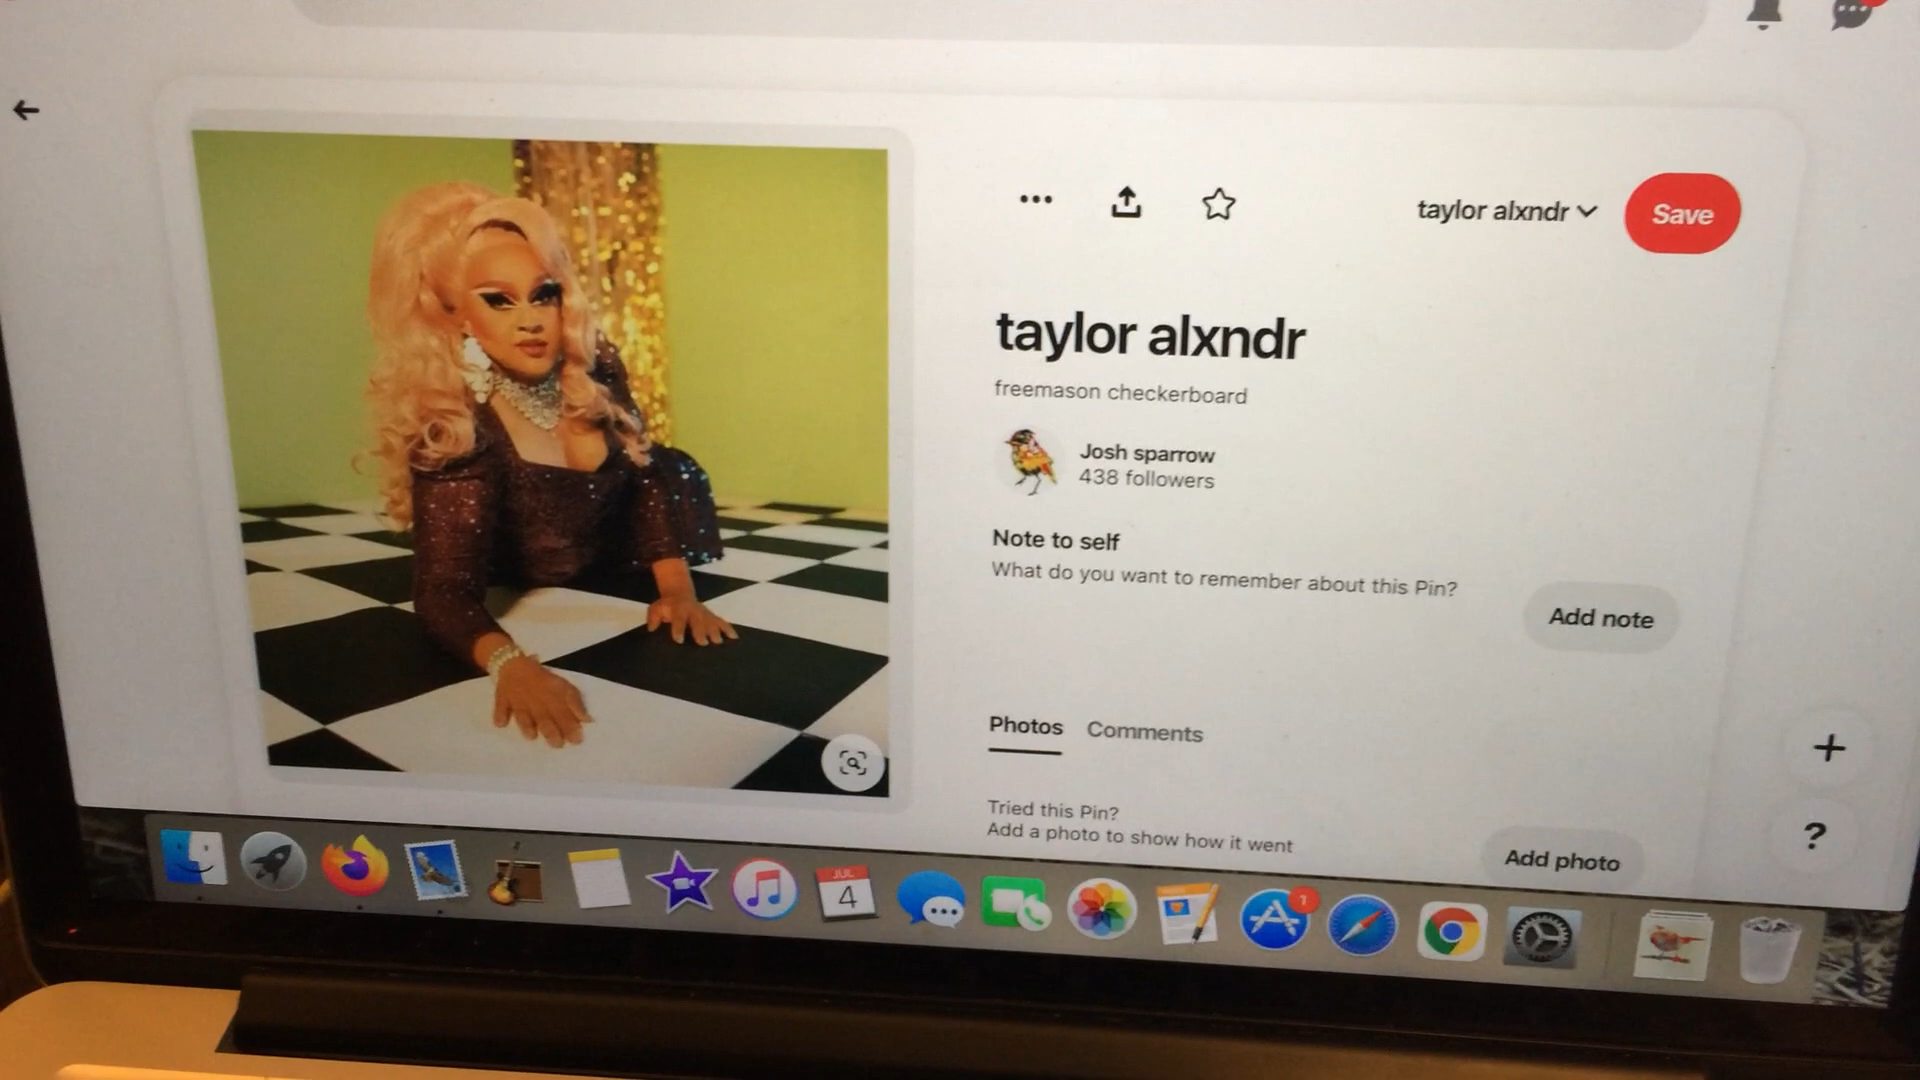 taylor alxndr
Save
taylor alxndr
freemason checkerboard
Josh sparrow
438 followers
Note to self
What do you want to remember about this Pin?
Add note
Photos Comments
Tried this Pin?
Add a photo to show how it went
Add photo
?
JUL
4
1